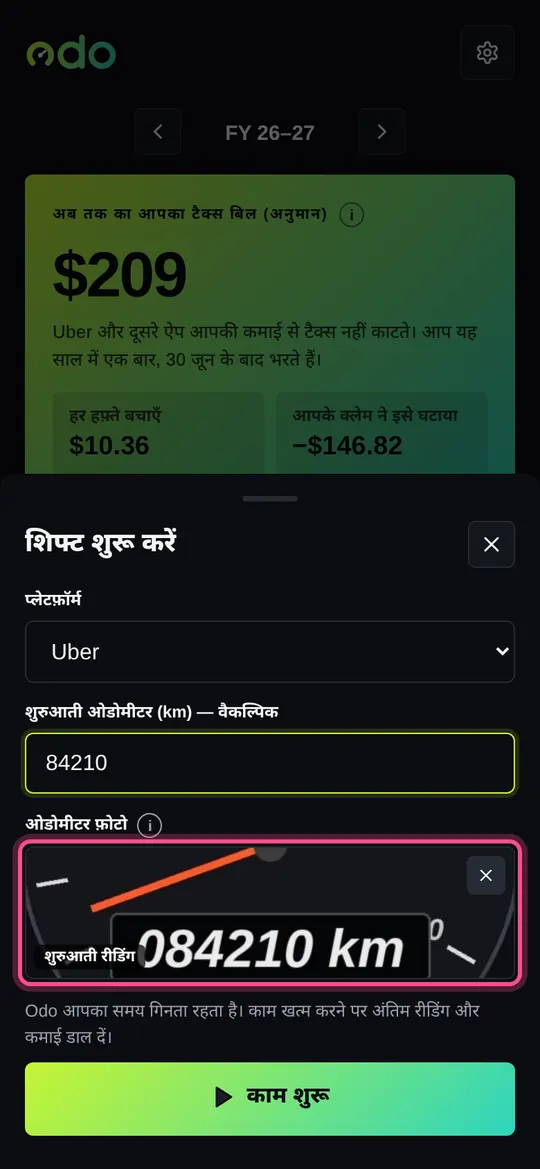 odo
FY 26–27
अब तक का आपका टैक्स बिल (अनुमान) i
$209
Uber और दूसरे ऐप आपकी कमाई से टैक्स नहीं काटते। आप यह
साल में एक बार, 30 जून के बाद भरते हैं।
हर हफ़्ते बचाएँ
$10.36
आपके क्लेम ने इसे घटाया
−$146.82
शिफ्ट शुरू करें
प्लेटफ़ॉर्म
Uber
शुरुआती ओडोमीटर (km) — वैकल्पिक
84210
ओडोमीटर फ़ोटो i
084210 km
0
शुरुआती रीडिंग
Odo आपका समय गिनता रहता है। काम खत्म करने पर अंतिम रीडिंग और
कमाई डाल दें।
काम शुरू